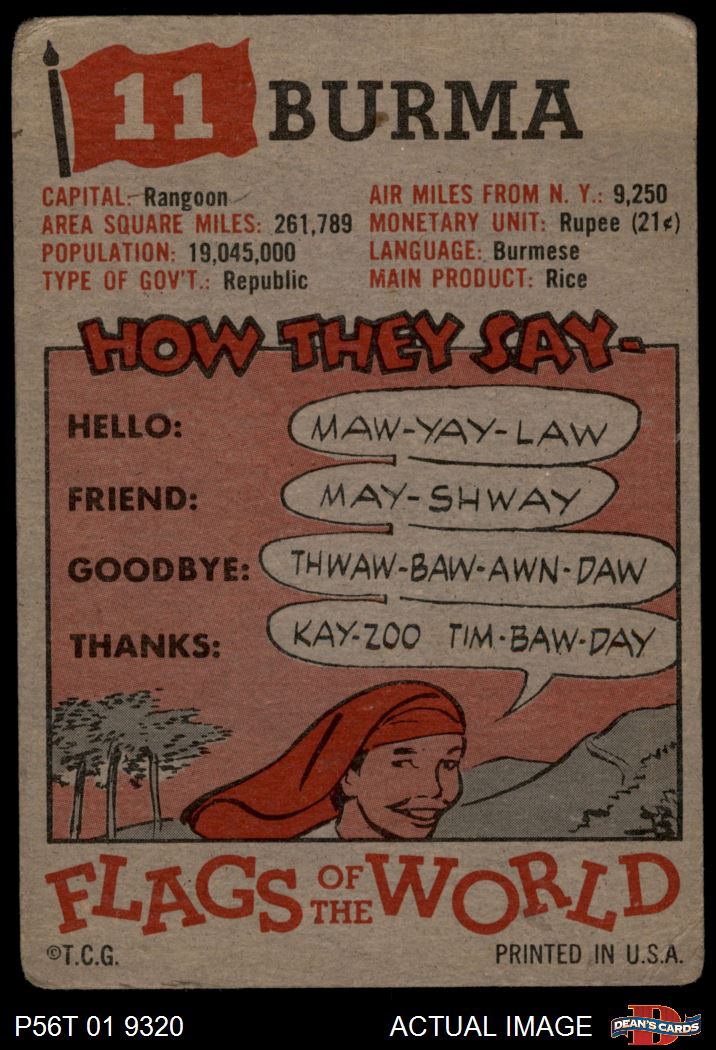 11 BURMA
CAPITAL: Rangoon
AREA SQUARE MILES: 261,789
POPULATION: 19,045,000
TYPE OF GOV'T.: Republic
AIR MILES FROM N. Y.: 9,250
MONETARY UNIT: Rupee (21¢)
LANGUAGE: Burmese
MAIN PRODUCT: Rice
HOW THEY SAY-
HELLO: MAW-YAY-LAW
FRIEND: MAY-SHWAY
GOODBYE: THWAW-BAW-AWN-DAW
THANKS: KAY-ZOO TIM-BAW-DAY
FLAGS OF THE WORLD
©T.C.G.
PRINTED IN U.S.A.
P56T 01 9320
ACTUAL IMAGE
D
DEAN'S CARDS